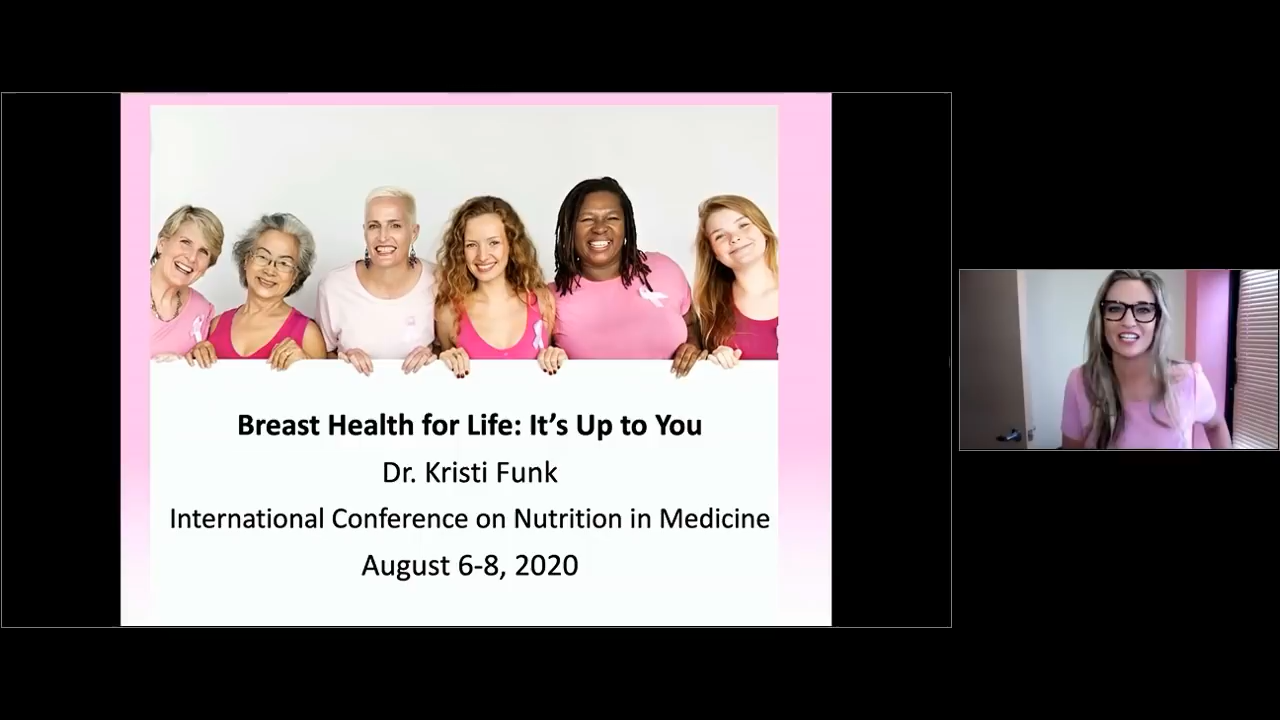 Breast Health for Life: It’s Up to You
Dr. Kristi Funk
International Conference on Nutrition in Medicine
August 6-8, 2020